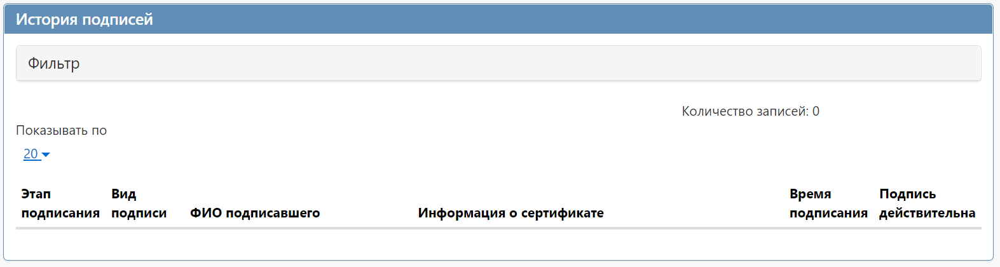 История подписей
Фильтр
Количество записей: 0
Показывать по
20
Этап подписания
Вид подписи
ФИО подписавшего
Информация о сертификате
Время подписания
Подпись действительна